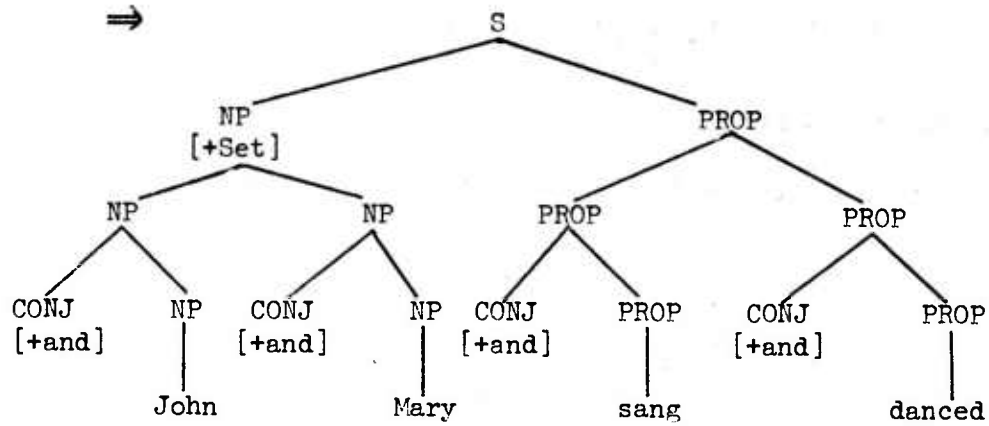 ⇒
S
NP PROP
[+Set]
NP NP PROP PROP
CONJ NP CONJ NP CONJ PROP CONJ PROP
[+and] [+and] [+and] [+and]
John Mary sang danced